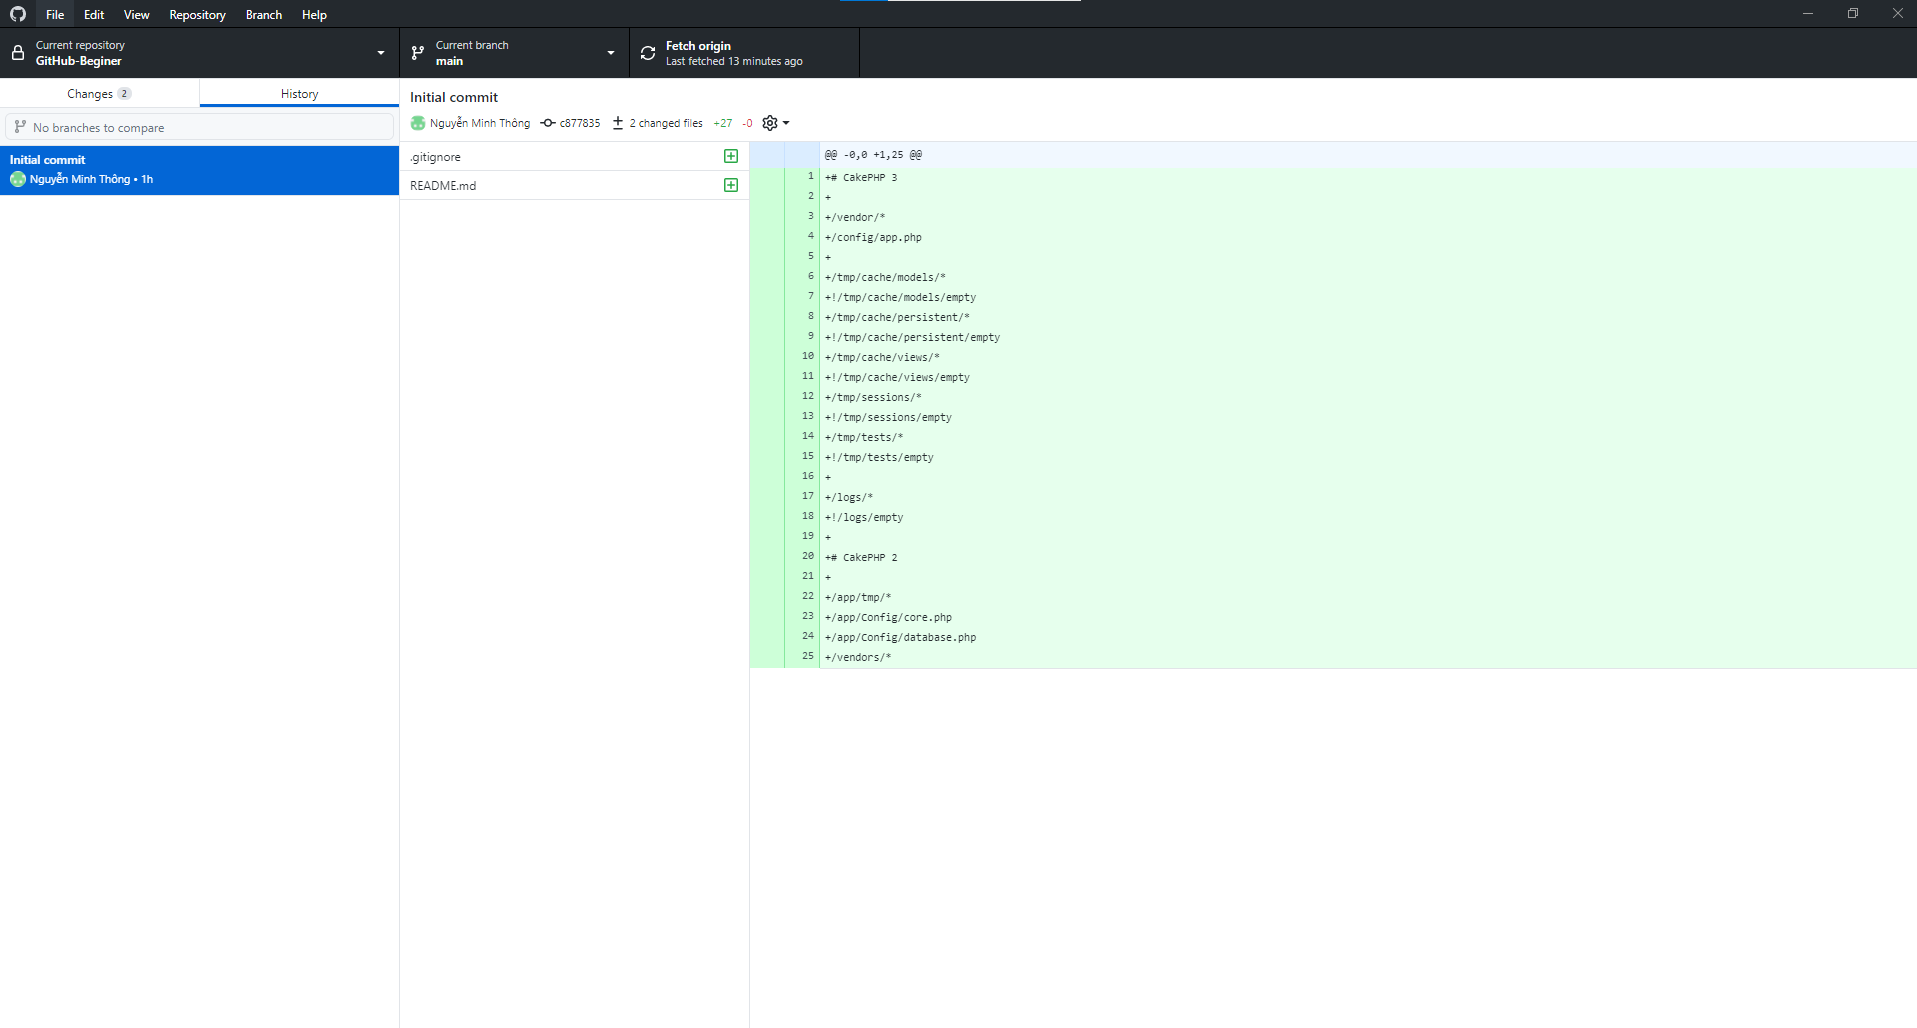 File Edit View Repository Branch Help
Current repository
GitHub-Beginer
Current branch
main
Fetch origin
Last fetched 13 minutes ago
Changes 2
History
No branches to compare
Initial commit
Nguyễn Minh Thông • 1h
Initial commit
Nguyễn Minh Thông c877835 2 changed files +27 -0
.gitignore
README.md
@@ -0,0 +1,25 @@
1 +# CakePHP 3
2 +
3 +/vendor/*
4 +/config/app.php
5 +
6 +/tmp/cache/models/*
7 +!/tmp/cache/models/empty
8 +/tmp/cache/persistent/*
9 +!/tmp/cache/persistent/empty
10 +/tmp/cache/views/*
11 +!/tmp/cache/views/empty
12 +/tmp/sessions/*
13 +!/tmp/sessions/empty
14 +/tmp/tests/*
15 +!/tmp/tests/empty
16 +
17 +/logs/*
18 +!/logs/empty
19 +
20 +# CakePHP 2
21 +
22 +/app/tmp/*
23 +/app/Config/core.php
24 +/app/Config/database.php
25 +/vendors/*